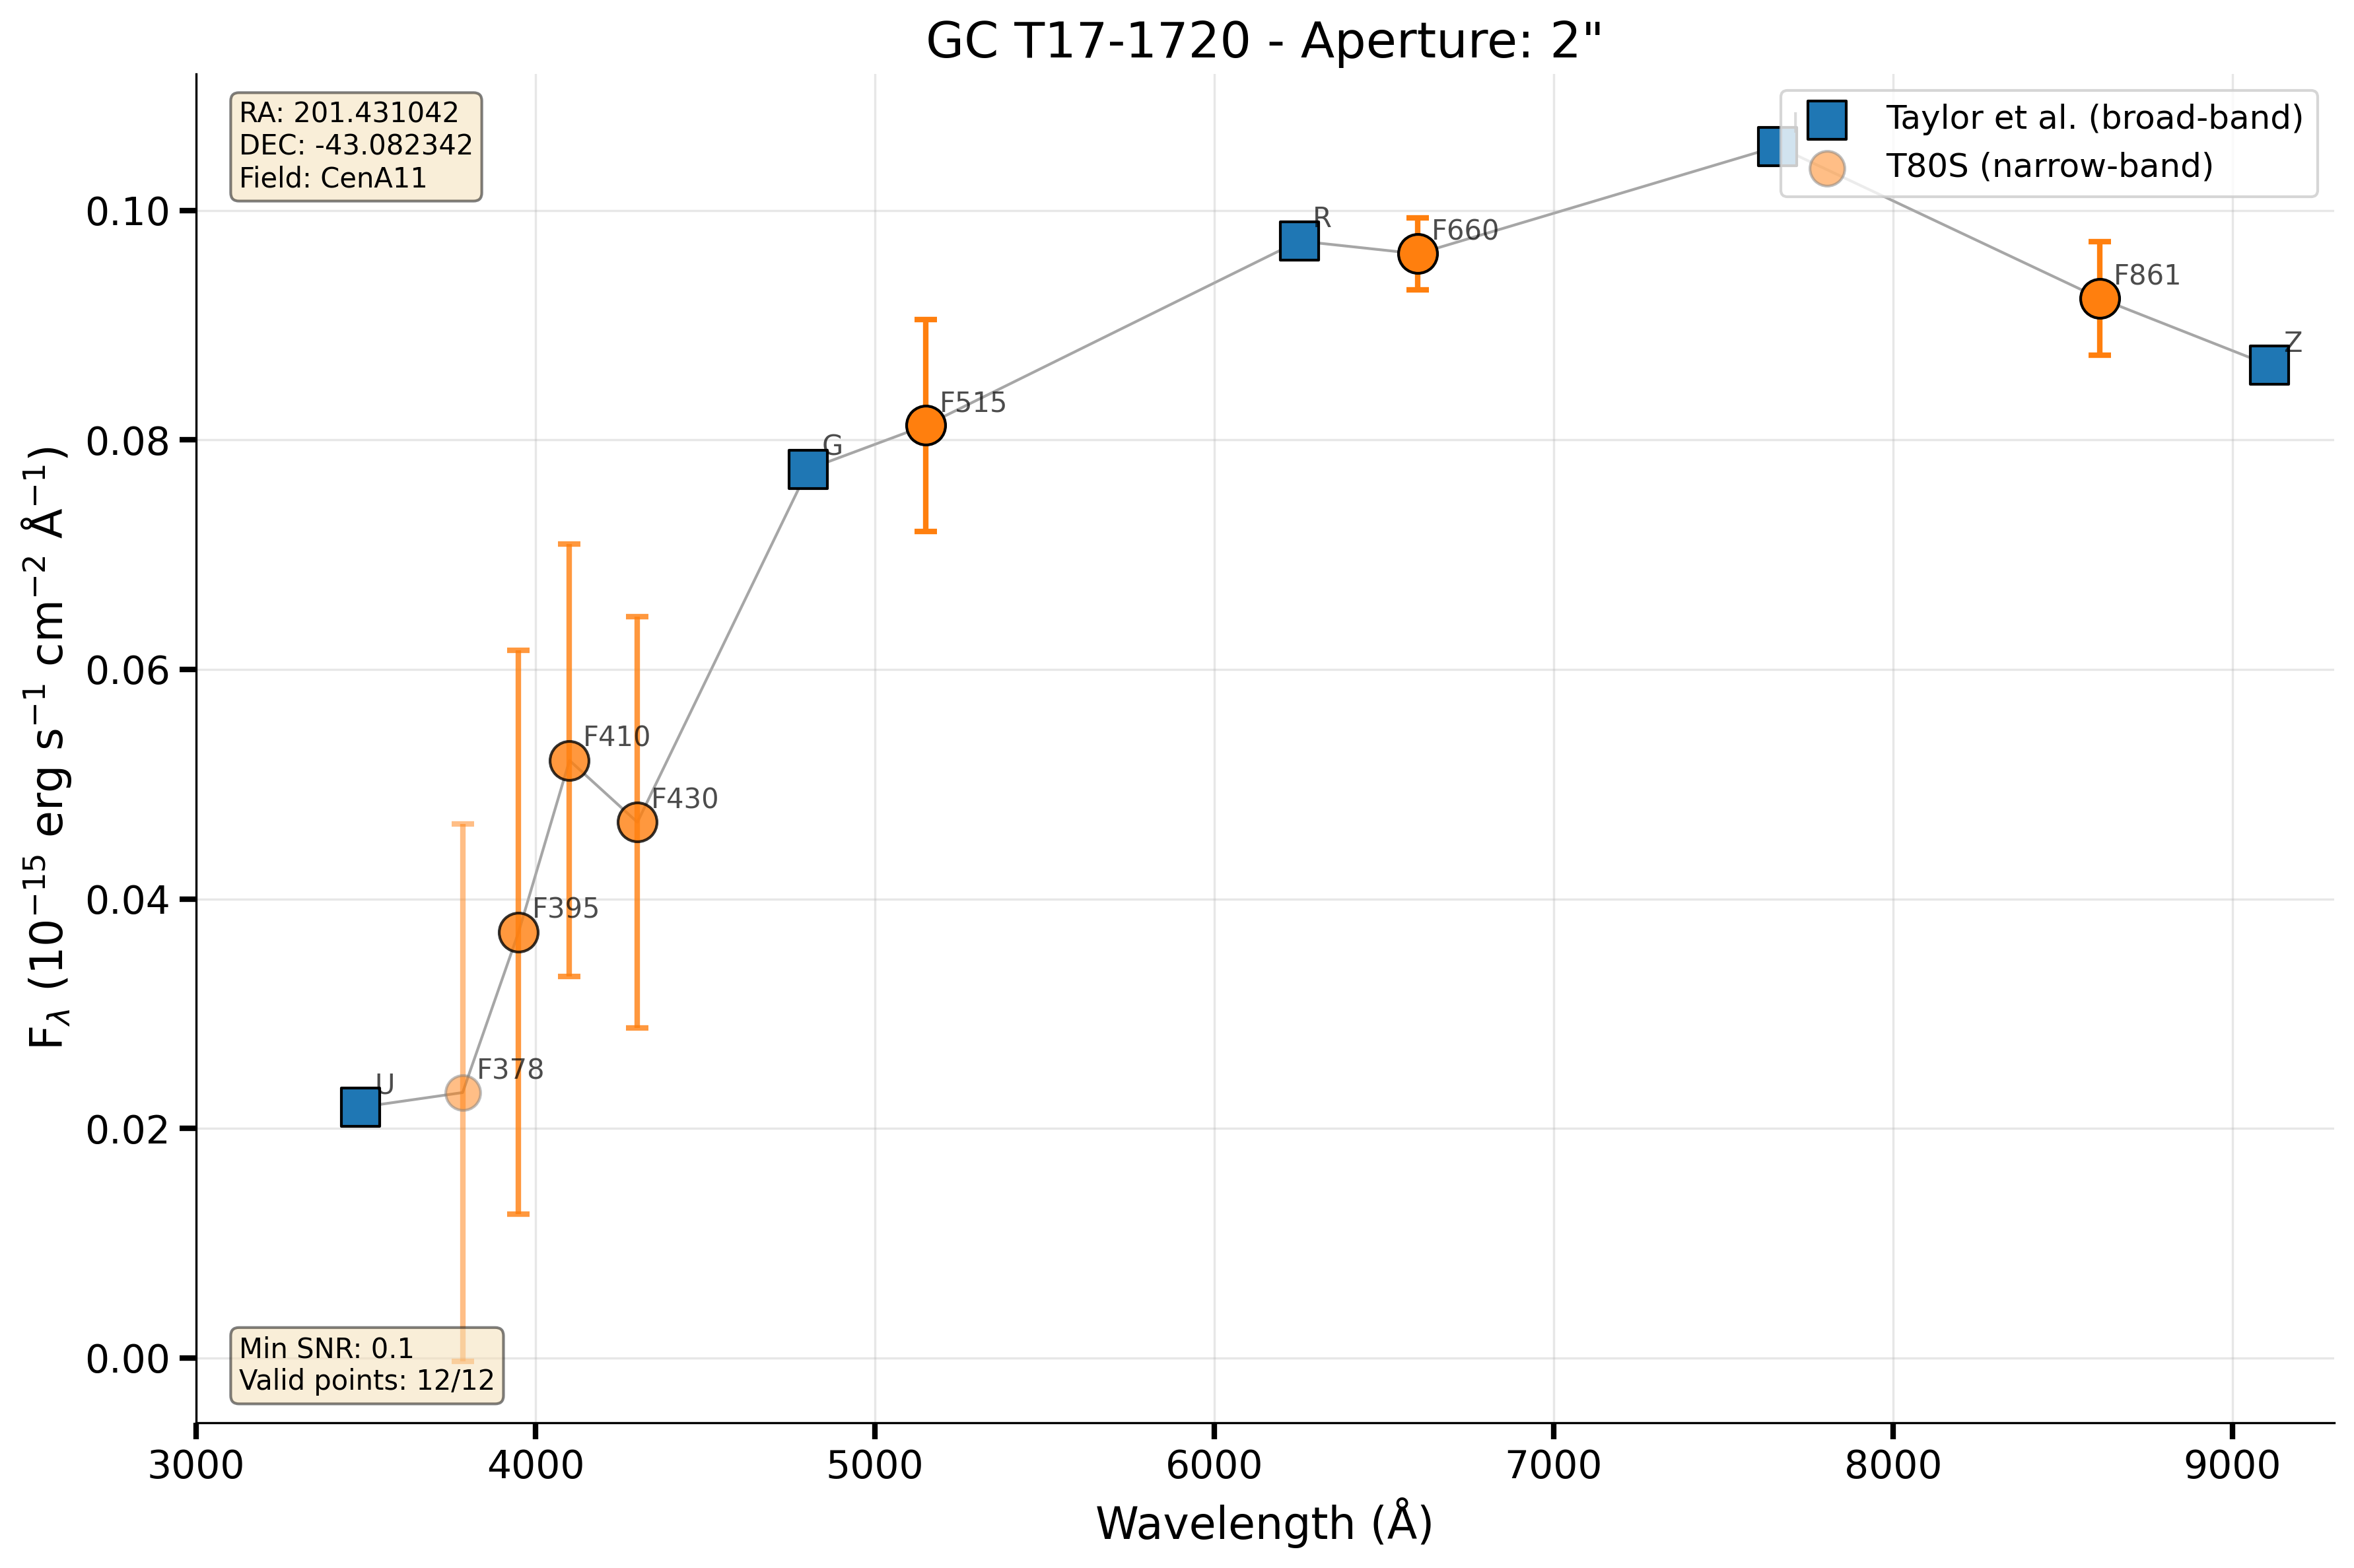 GC T17-1720 - Aperture: 2"
RA: 201.431042
DEC: -43.082342
Field: CenA11
Taylor et al. (broad-band)
T80S (narrow-band)
I
R
F660
F861
Z
F515
G
F410
F430
F395
F378
U
Min SNR: 0.1
Valid points: 12/12
0.10
0.08
0.06
0.04
0.02
0.00
F$_{λ}$ (10$^{-15}$ erg s$^{-1}$ cm$^{-2}$ Å$^{-1}$)
3000 4000 5000 6000 7000 8000 9000
Wavelength (Å)